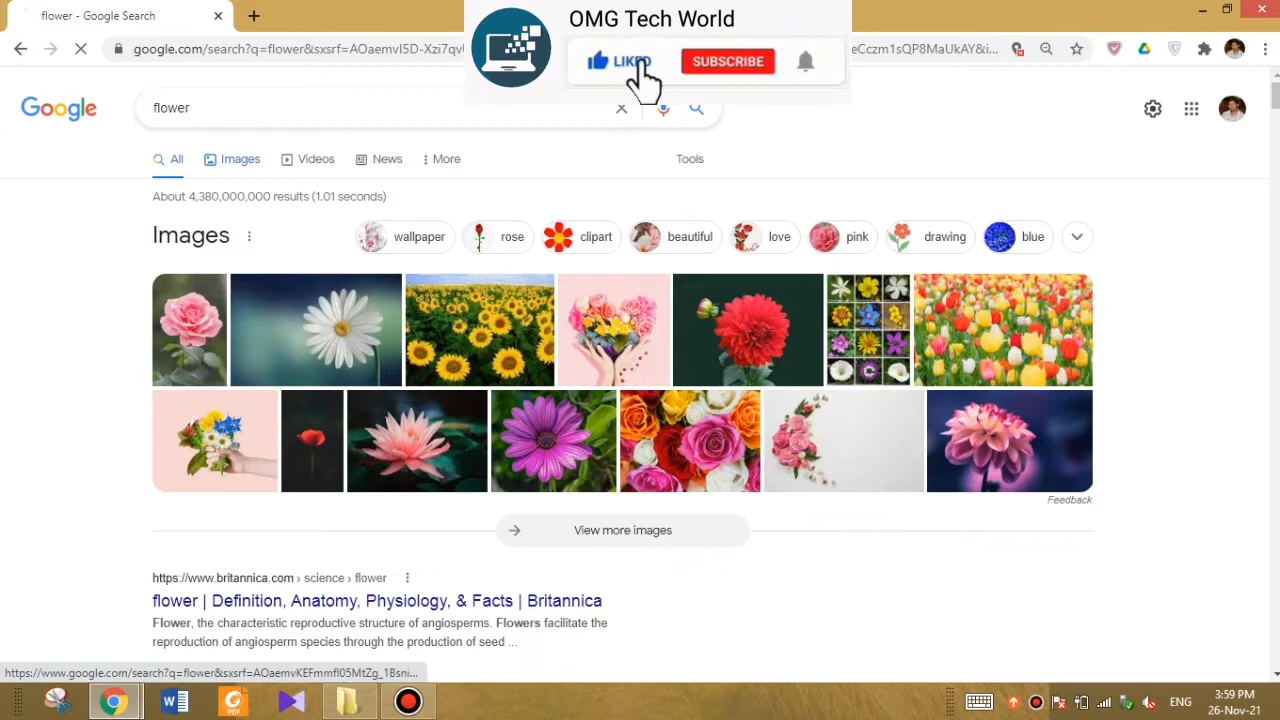 flower - Google Search
OMG Tech World
LIKED
SUBSCRIBE
google.com/search?q=flower&sxsrf=AOaemvI5D-Xzi7qv
eCczm1sQP8MaUkAY&i...
Google
flower
All
Images
Videos
News
More
Tools
About 4,380,000,000 results (1.01 seconds)
Images
wallpaper
rose
clipart
beautiful
love
pink
drawing
blue
Feedback
View more images
https://www.britannica.com › science › flower
flower | Definition, Anatomy, Physiology, & Facts | Britannica
Flower, the characteristic reproductive structure of angiosperms. Flowers facilitate the
reproduction of angiosperm species through the production of seed ...
https://www.google.com/search?q=flower&sxsrf=AOaemvKEFmmfI05MtZg_1Bsni...
PDF
ENG
3:59 PM
26-Nov-21